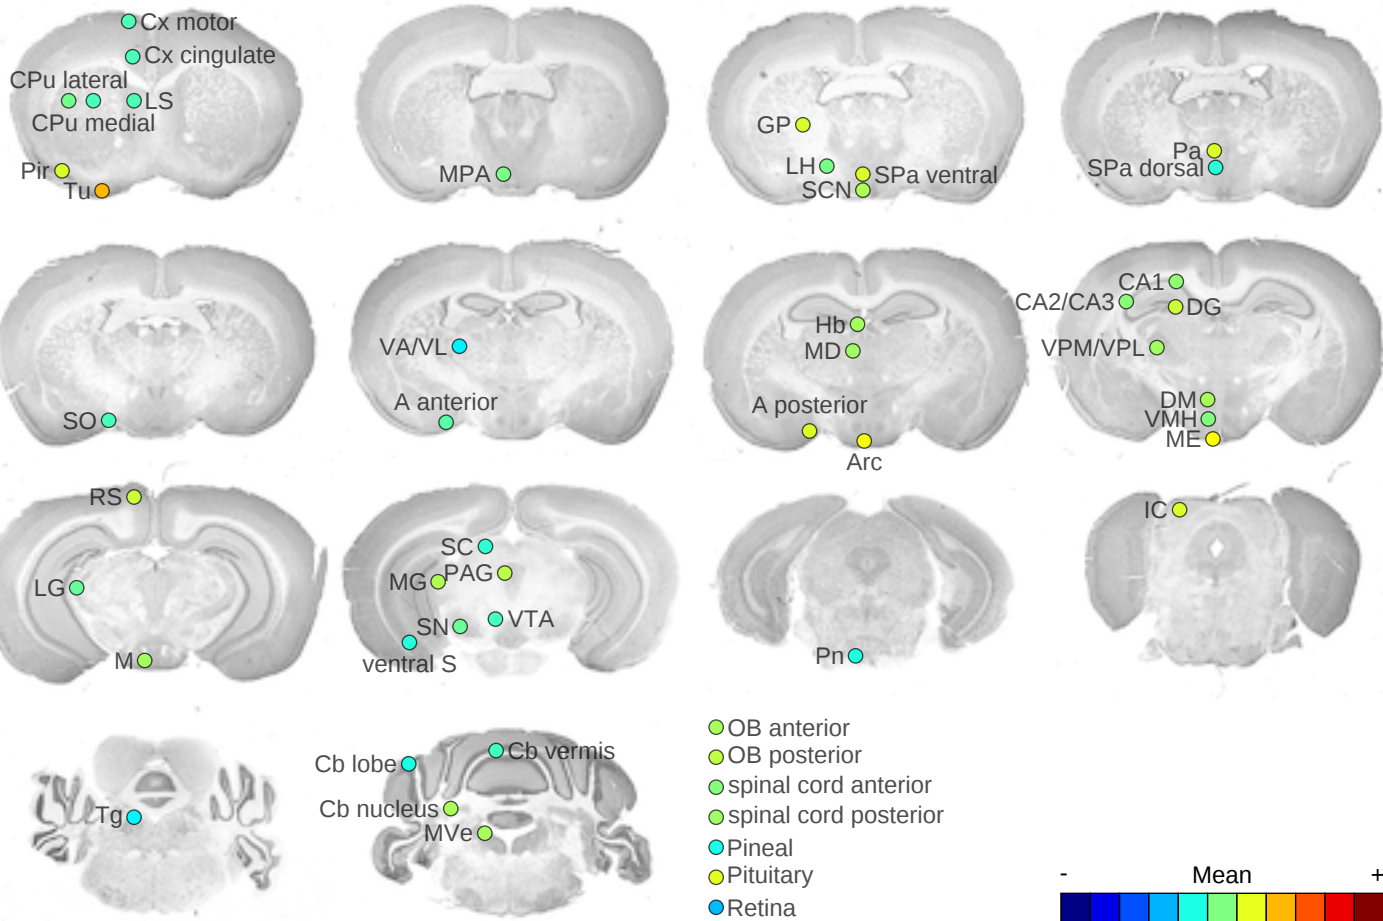 Cx motor
Cx cingulate
CPu lateral
LS
CPu medial
Pir
Tu
MPA
GP
LH
SPa ventral
SCN
Pa
SPa dorsal
SO
VA/VL
A anterior
Hb
MD
A posterior
Arc
CA1
CA2/CA3
DG
VPM/VPL
DM
VMH
ME
RS
LG
M
SC
MG
PAG
SN
VTA
ventral S
Pn
IC
Tg
Cb lobe
Cb vermis
Cb nucleus
MVe
OB anterior
OB posterior
spinal cord anterior
spinal cord posterior
Pineal
Pituitary
Retina
- Mean +